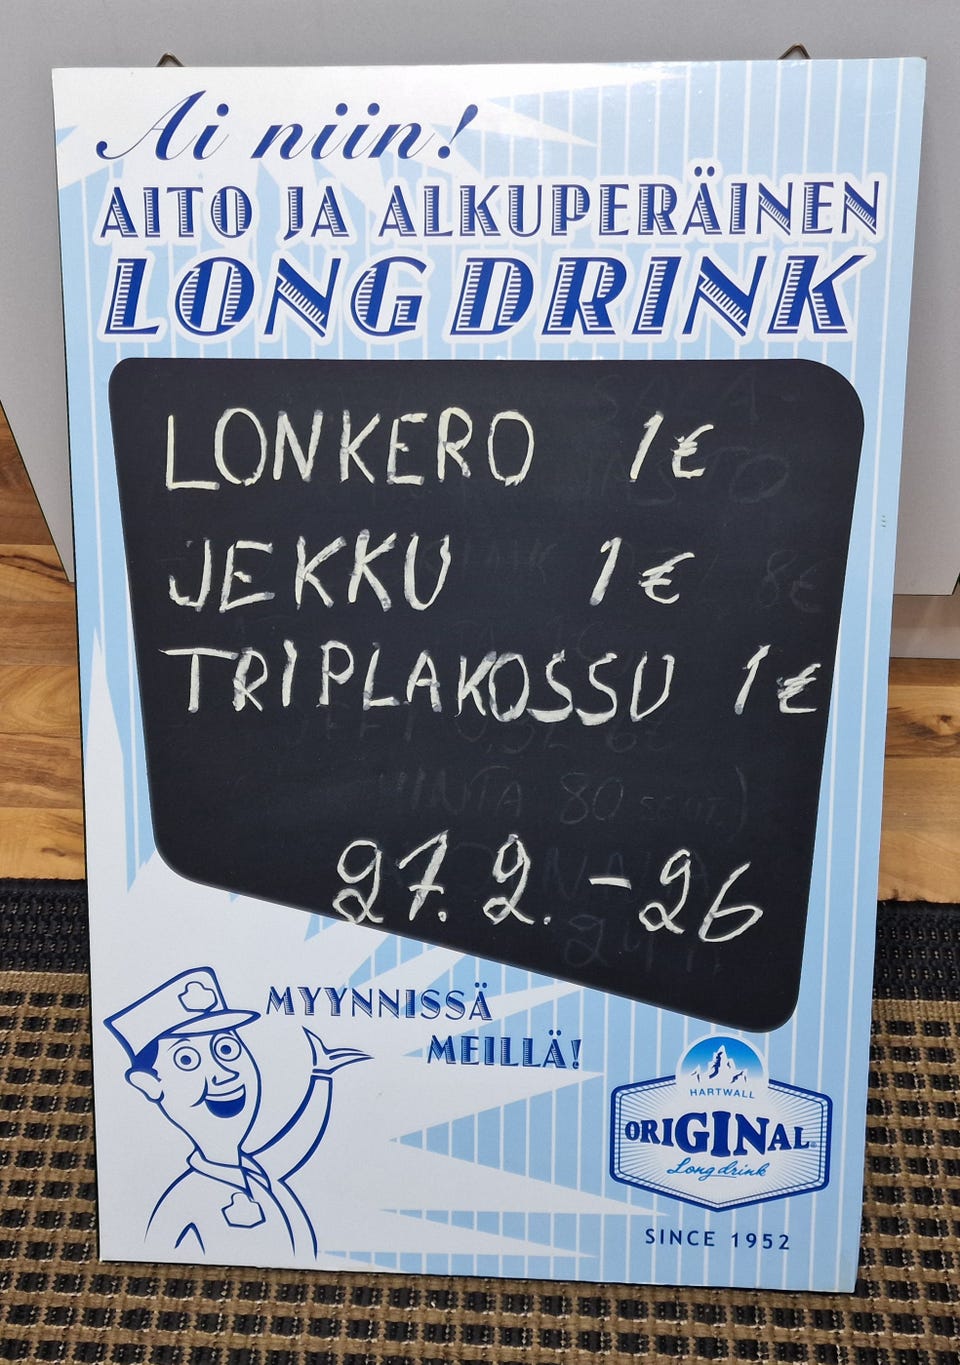 Ai niin!
AITO JA ALKUPERÄINEN
LONG DRINK
LONKERO 1€
JEKKU 1€
TRIPLAKOSSU 1€
27.2.-26
MYYNNISSÄ
MEILLÄ!
HARTWALL
ORIGINAL
Long drink
SINCE 1952